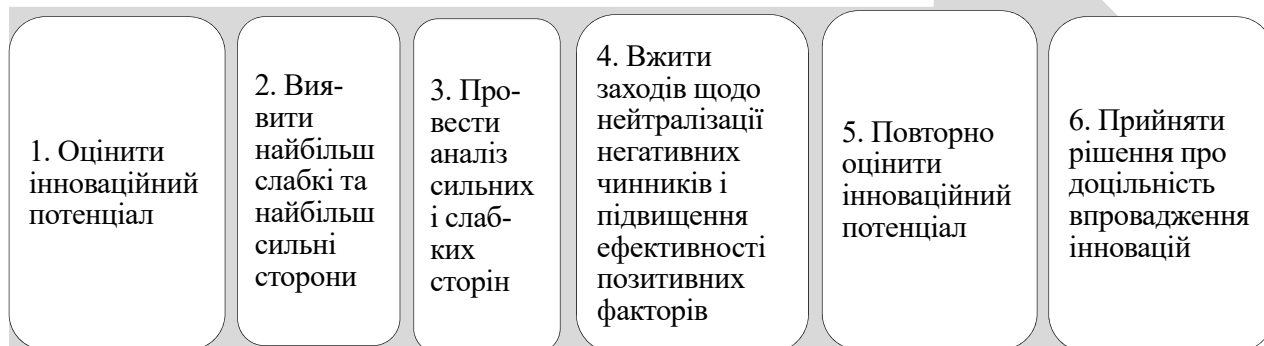 1. Оцінити
інноваційний
потенціал
2. Вия-
вити
найбільш
слабкі та
найбільш
сильні
сторони
3. Про-
вести
аналіз
сильних
і слаб-
ких
сторін
4. Вжити
заходів щодо
нейтралізації
негативних
чинників і
підвищення
ефективності
позитивних
факторів
5. Повторно
оцінити
інноваційний
потенціал
6. Прийняти
рішення про
доцільність
впровадження
інновацій